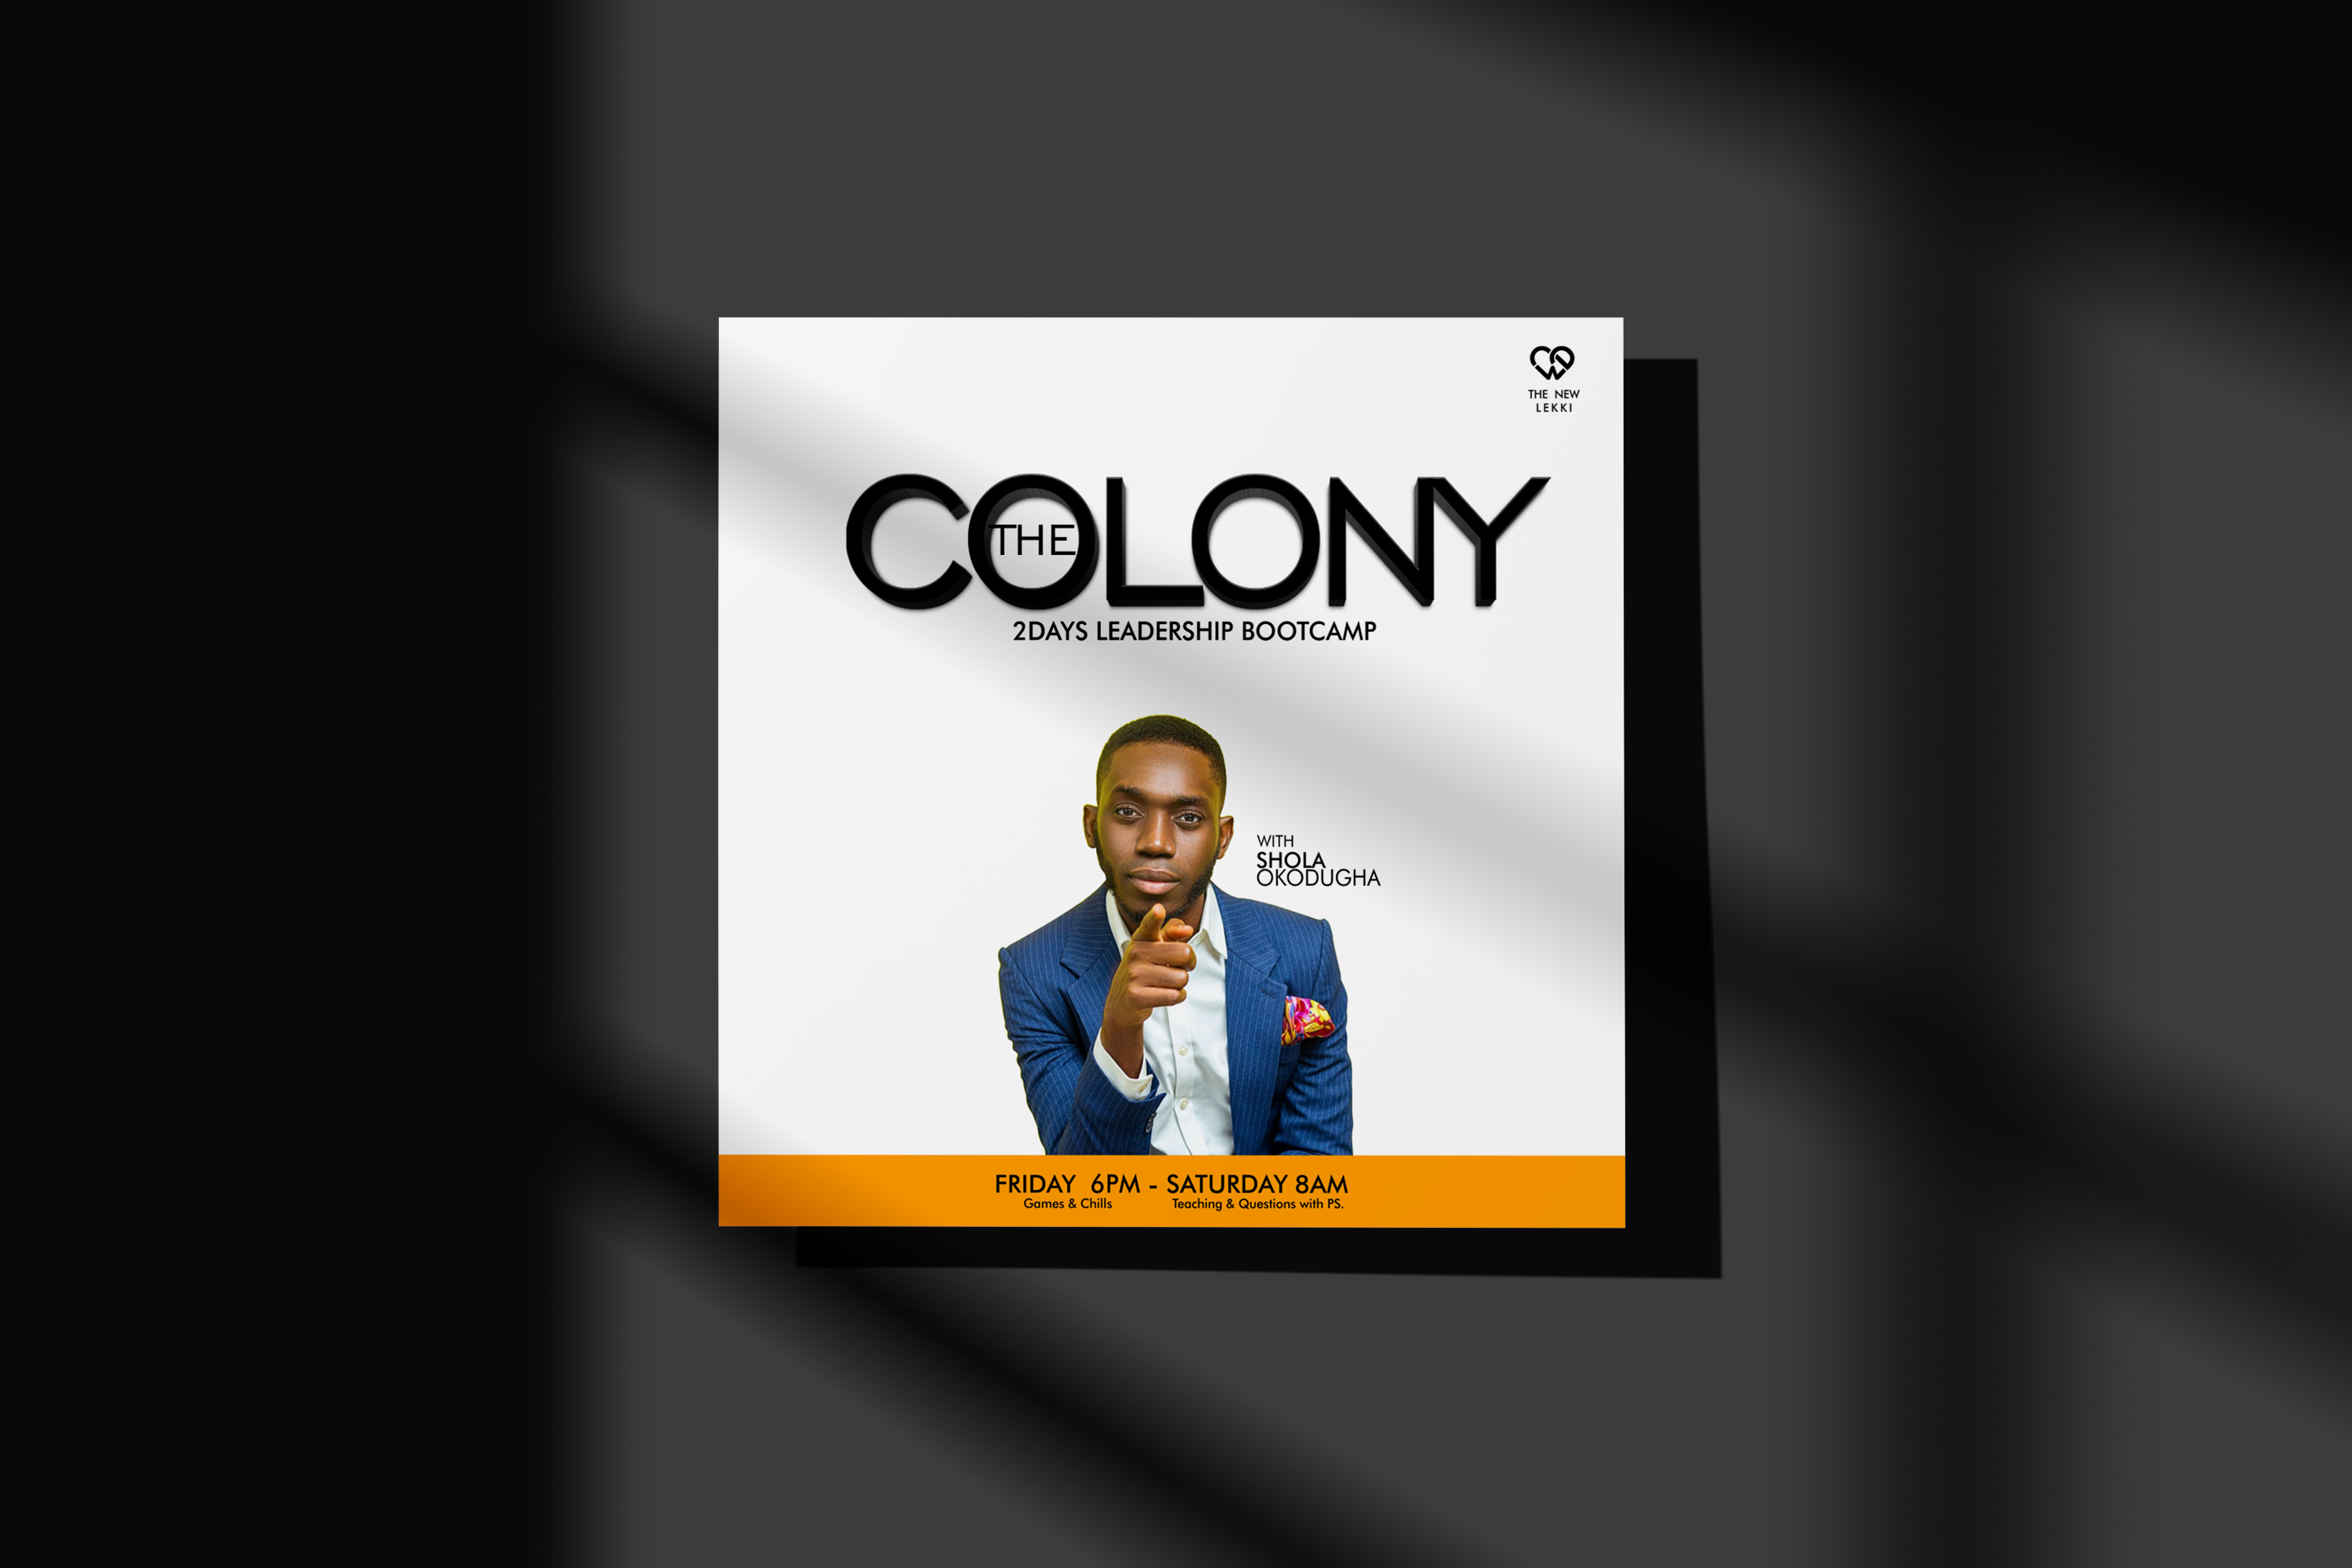 THE NEW
LEKKI
THE
COLONY
2DAYS LEADERSHIP BOOTCAMP
WITH
SHOLA
OKODUGHA
FRIDAY 6PM - SATURDAY 8AM
Games & Chills Teaching & Questions with PS.